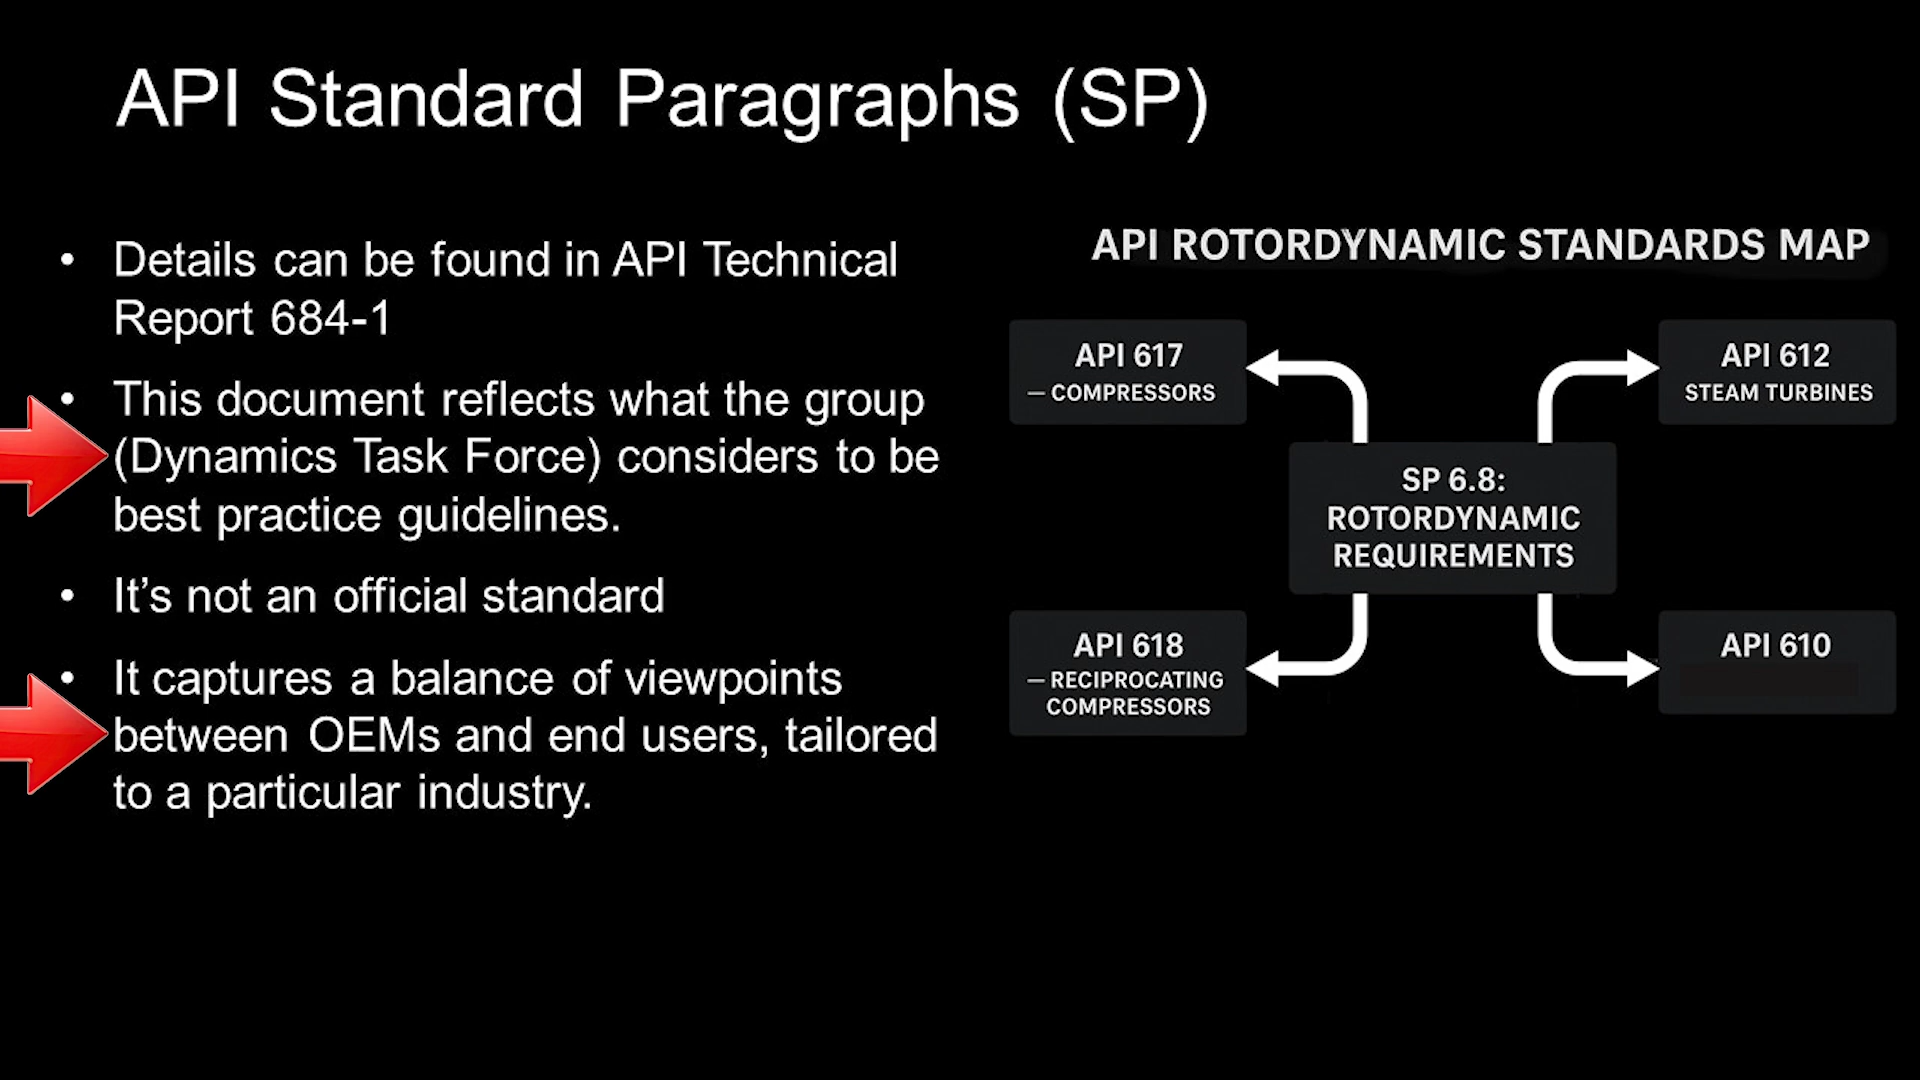 API Standard Paragraphs (SP)
• Details can be found in API Technical
Report 684-1
• This document reflects what the group
(Dynamics Task Force) considers to be
best practice guidelines.
• It’s not an official standard
• It captures a balance of viewpoints
between OEMs and end users, tailored
to a particular industry.
API ROTORDYNAMIC STANDARDS MAP
API 617
— COMPRESSORS
API 612
STEAM TURBINES
SP 6.8:
ROTORDYNAMIC
REQUIREMENTS
API 618
— RECIPROCATING
COMPRESSORS
API 610